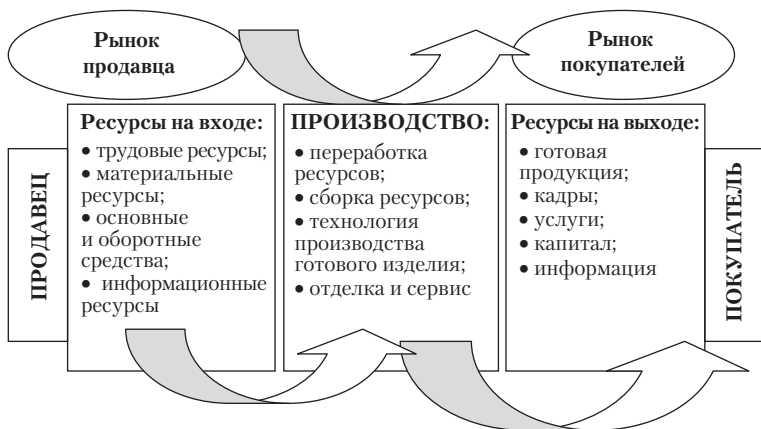 Рынок
продавца
Рынок
покупателей
ПРОДАВЕЦ
Ресурсы на входе:
• трудовые ресурсы;
• материальные
ресурсы;
• основные
и оборотные
средства;
• информационные
ресурсы
ПРОИЗВОДСТВО:
• переработка
ресурсов;
• сборка ресурсов;
• технология
производства
готового изделия;
• отделка и сервис
Ресурсы на выходе:
• готовая
продукция;
• кадры;
• услуги;
• капитал;
• информация
ПОКУПАТЕЛЬ